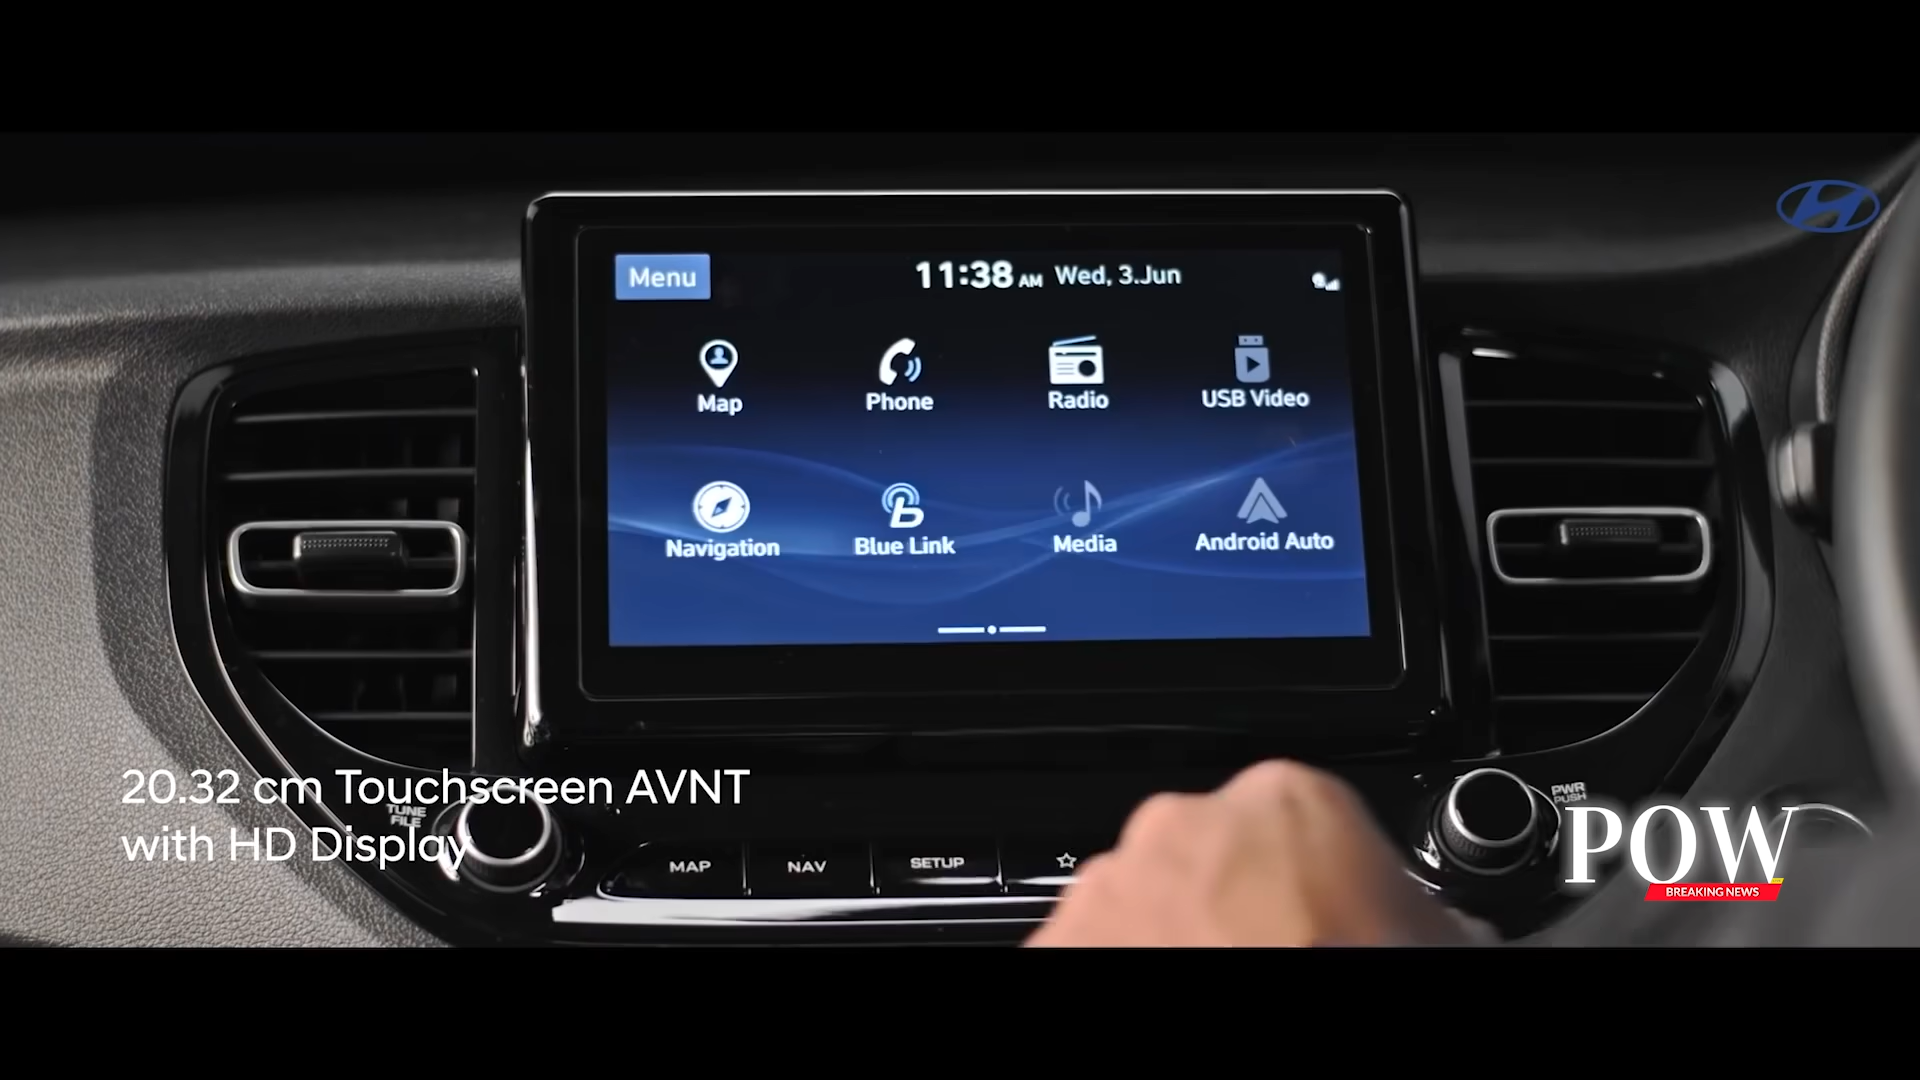 Menu
11:38 AM Wed, 3.Jun
Map
Phone
Radio
USB Video
Navigation
Blue Link
Media
Android Auto
20.32 cm Touchscreen AVNT
with HD Display
TUNE
FILE
MAP
NAV
SETUP
PWR
PUSH
POW
BREAKING NEWS